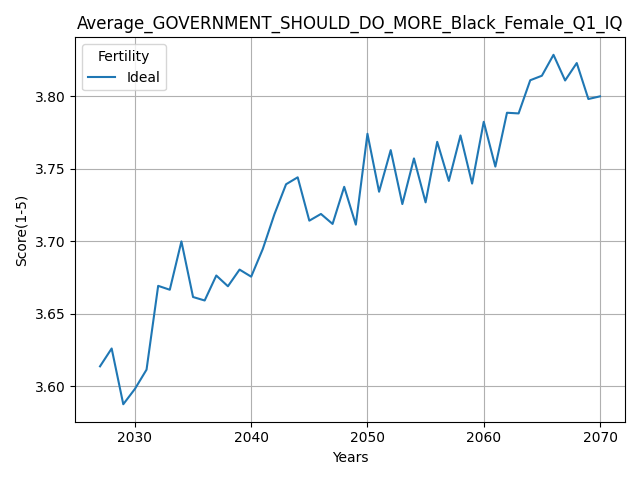 Average_GOVERNMENT_SHOULD_DO_MORE_Black_Female_Q1_IQ
Fertility
Ideal
3.80
3.75
3.70
3.65
3.60
Score(1-5)
2030 2040 2050 2060 2070
Years